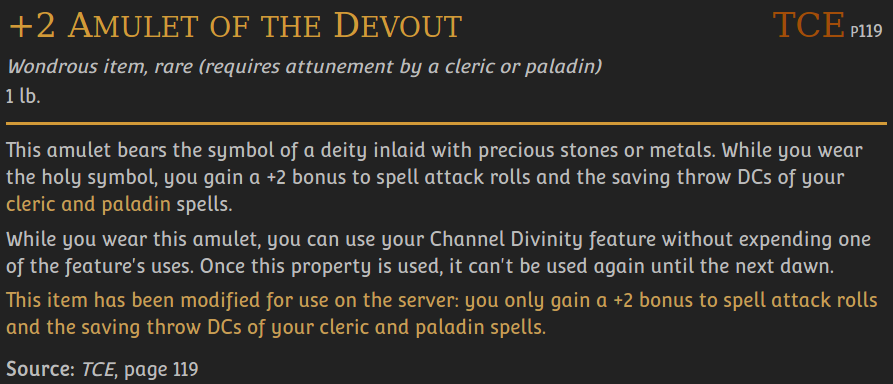 +2 Amulet of the Devout TCE p119
Wondrous item, rare (requires attunement by a cleric or paladin)
1 lb.
This amulet bears the symbol of a deity inlaid with precious stones or metals. While you wear
the holy symbol, you gain a +2 bonus to spell attack rolls and the saving throw DCs of your
cleric and paladin spells.
While you wear this amulet, you can use your Channel Divinity feature without expending one
of the feature's uses. Once this property is used, it can't be used again until the next dawn.
This item has been modified for use on the server: you only gain a +2 bonus to spell attack rolls
and the saving throw DCs of your cleric and paladin spells.
Source: TCE, page 119